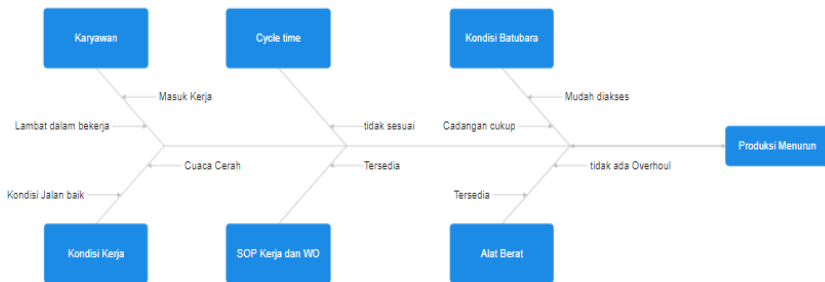 Karyawan
Cycle time
Kondisi Batubara
Masuk Kerja
Mudah diakses
Lambat dalam bekerja
tidak sesuai
Cadangan cukup
Produksi Menurun
Cuaca Cerah
Tersedia
tidak ada Overhoul
Kondisi Jalan baik
Tersedia
Kondisi Kerja
SOP Kerja dan WO
Alat Berat